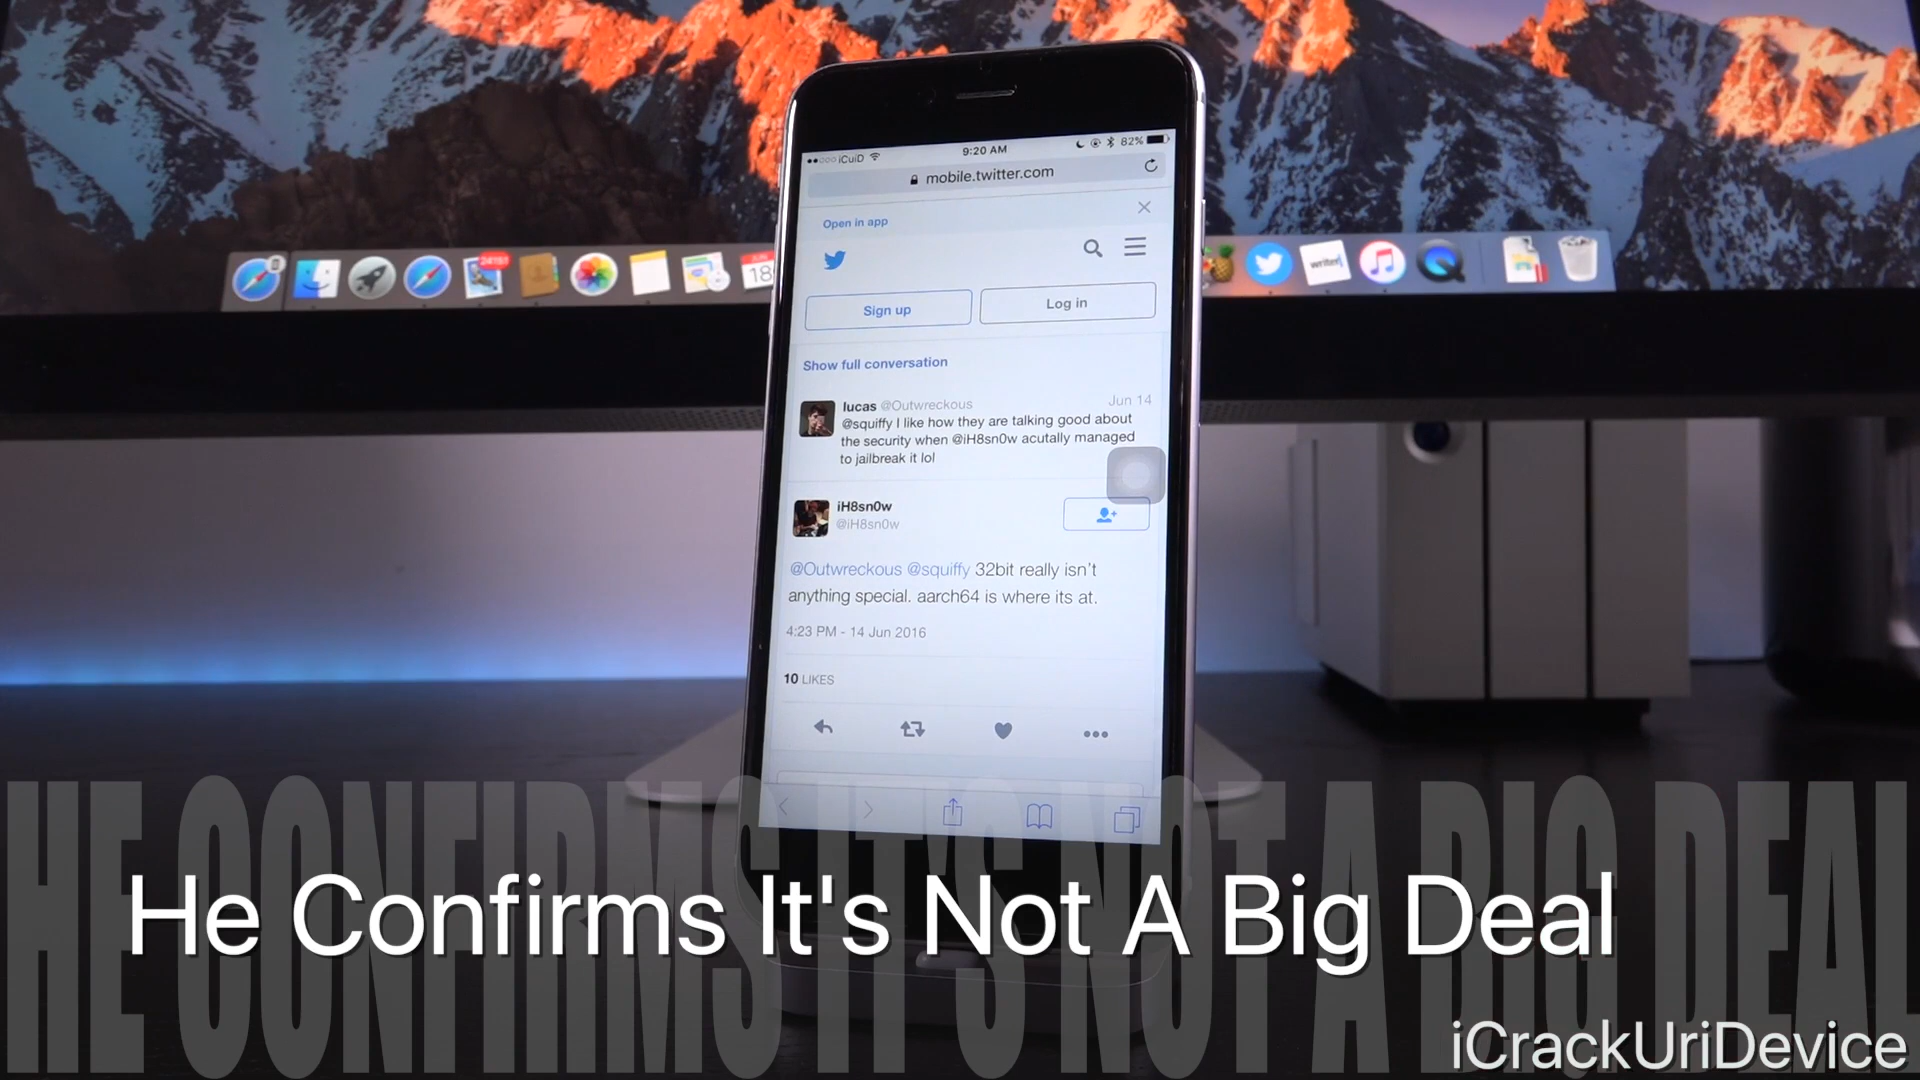 iCuiD
9:20 AM
82%
mobile.twitter.com
Open in app
Sign up
Log in
Show full conversation
lucas @Outwreckous
Jun 14
@squiffy I like how they are talking good about
the security when @iH8sn0w acutally managed
to jailbreak it lol
iH8sn0w
@iH8sn0w
@Outwreckous @squiffy 32bit really isn't
anything special. aarch64 is where its at.
4:23 PM - 14 Jun 2016
10 LIKES
JUN
18
writer
HE CONFIRMS IT'S NOT A BIG DEAL
He Confirms It's Not A Big Deal
iCrackUriDevice